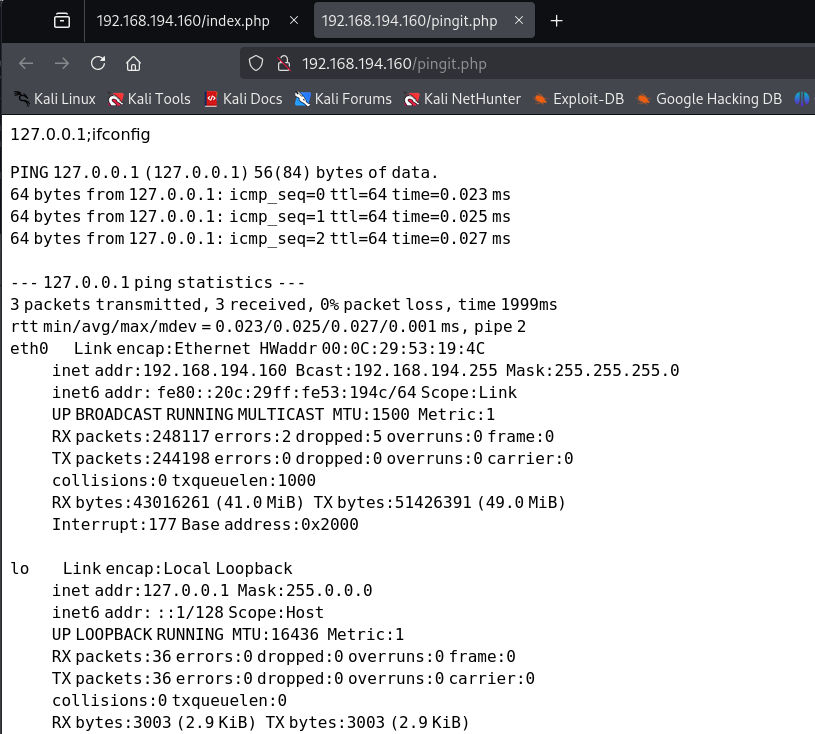 192.168.194.160/index.php
192.168.194.160/pingit.php
192.168.194.160/pingit.php
Kali Linux Kali Tools Kali Docs Kali Forums Kali NetHunter Exploit-DB Google Hacking DB
127.0.0.1;ifconfig
PING 127.0.0.1 (127.0.0.1) 56(84) bytes of data.
64 bytes from 127.0.0.1: icmp_seq=0 ttl=64 time=0.023 ms
64 bytes from 127.0.0.1: icmp_seq=1 ttl=64 time=0.025 ms
64 bytes from 127.0.0.1: icmp_seq=2 ttl=64 time=0.027 ms
--- 127.0.0.1 ping statistics ---
3 packets transmitted, 3 received, 0% packet loss, time 1999ms
rtt min/avg/max/mdev = 0.023/0.025/0.027/0.001 ms, pipe 2
eth0 Link encap:Ethernet HWaddr 00:0C:29:53:19:4C
inet addr:192.168.194.160 Bcast:192.168.194.255 Mask:255.255.255.0
inet6 addr: fe80::20c:29ff:fe53:194c/64 Scope:Link
UP BROADCAST RUNNING MULTICAST MTU:1500 Metric:1
RX packets:248117 errors:2 dropped:5 overruns:0 frame:0
TX packets:244198 errors:0 dropped:0 overruns:0 carrier:0
collisions:0 txqueuelen:1000
RX bytes:43016261 (41.0 MiB) TX bytes:51426391 (49.0 MiB)
Interrupt:177 Base address:0x2000
lo Link encap:Local Loopback
inet addr:127.0.0.1 Mask:255.0.0.0
inet6 addr: ::1/128 Scope:Host
UP LOOPBACK RUNNING MTU:16436 Metric:1
RX packets:36 errors:0 dropped:0 overruns:0 frame:0
TX packets:36 errors:0 dropped:0 overruns:0 carrier:0
collisions:0 txqueuelen:0
RX bytes:3003 (2.9 KiB) TX bytes:3003 (2.9 KiB)